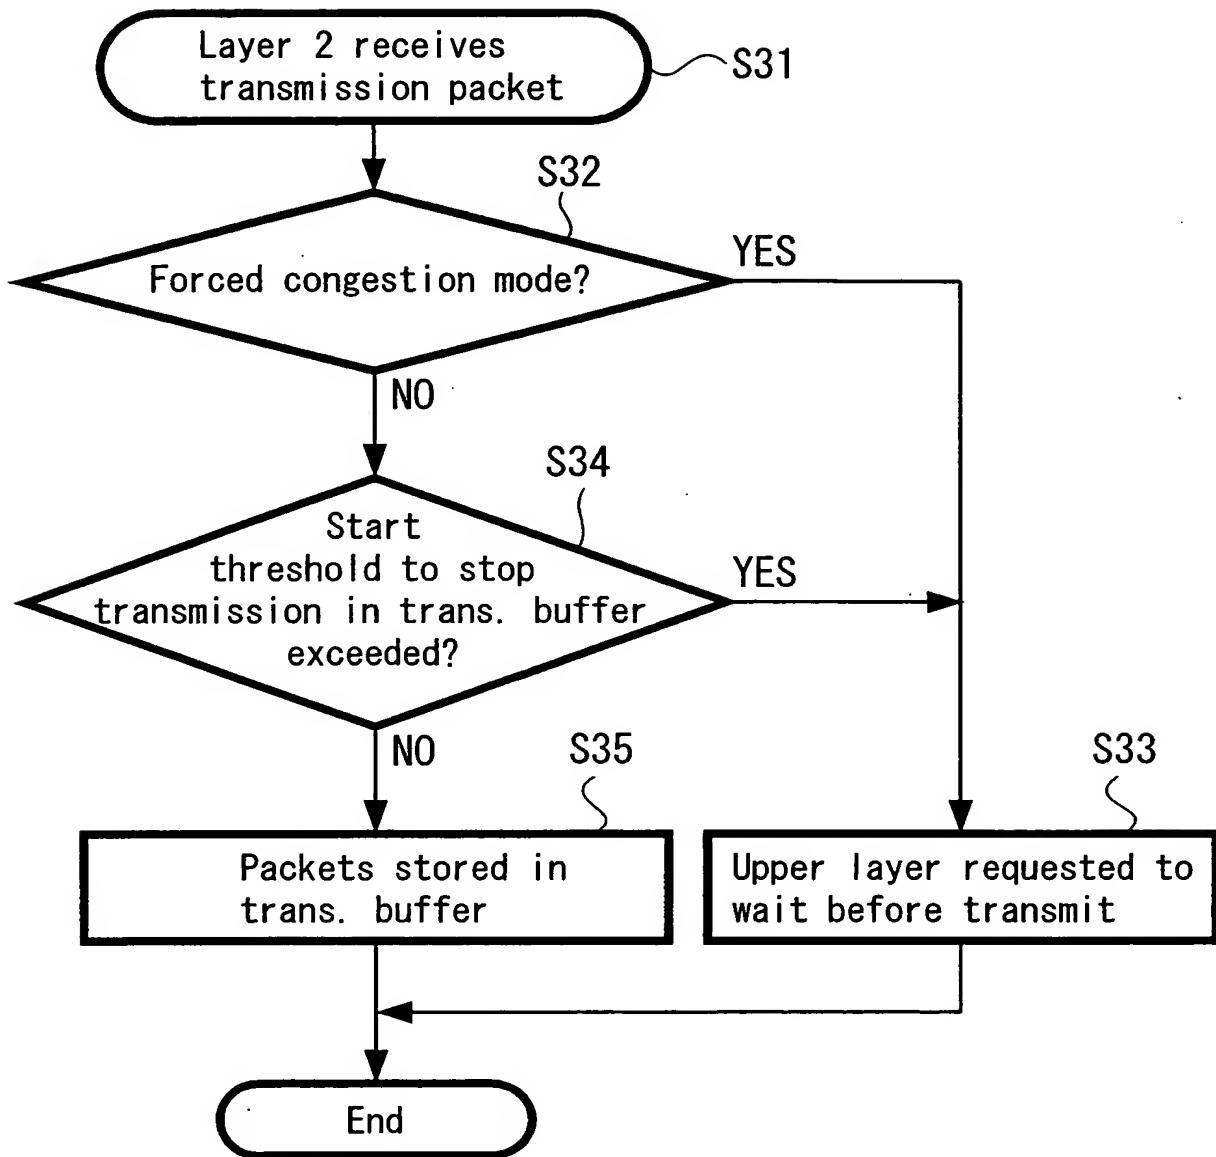 Layer 2 receives
transmission packet
S31
S32
Forced congestion mode?
YES
NO
S34
Start
threshold to stop
transmission in trans. buffer
exceeded?
YES
NO
S35
Packets stored in
trans. buffer
S33
Upper layer requested to
wait before transmit
End